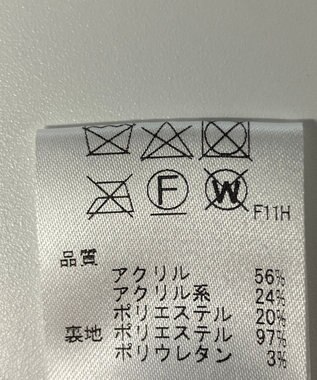 F W F11H
品質
アクリル 56%
アクリル系 24%
ポリエステル 20%
裏地 ポリエステル 97%
ポリウレタン 3%